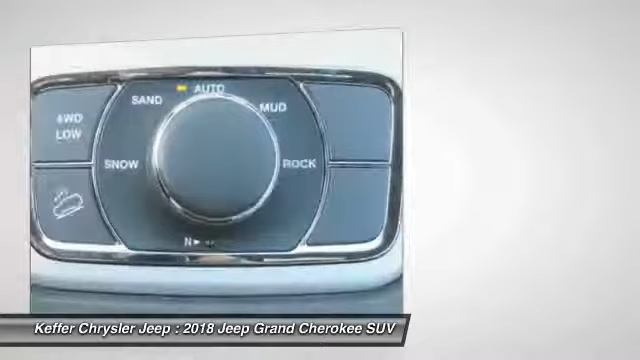 AUTO
SAND
MUD
4WD
LOW
SNOW
ROCK
N
Keffer Chrysler Jeep : 2018 Jeep Grand Cherokee SUV